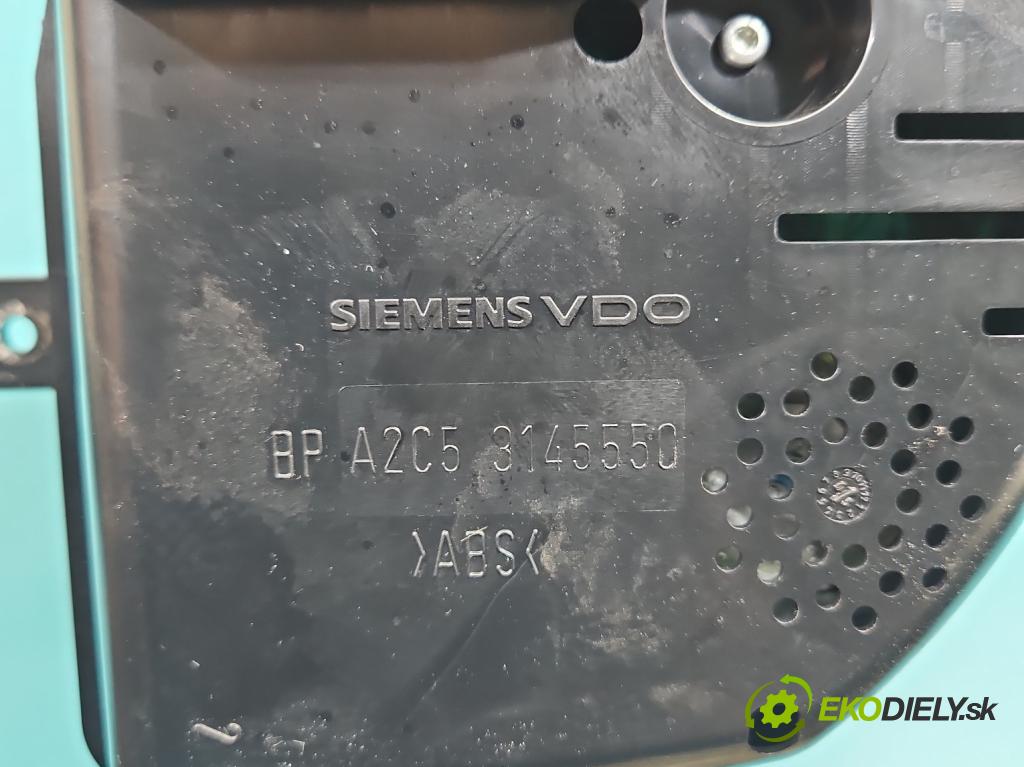 SIEMENS VDO
BP A2C5 3145550
>ABS<
EKODIELY.sk